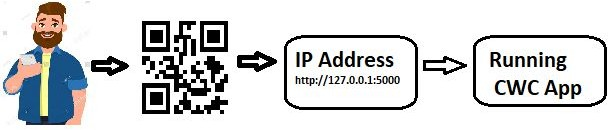 IP Address
http://127.0.0.1:5000
Running
CWC App